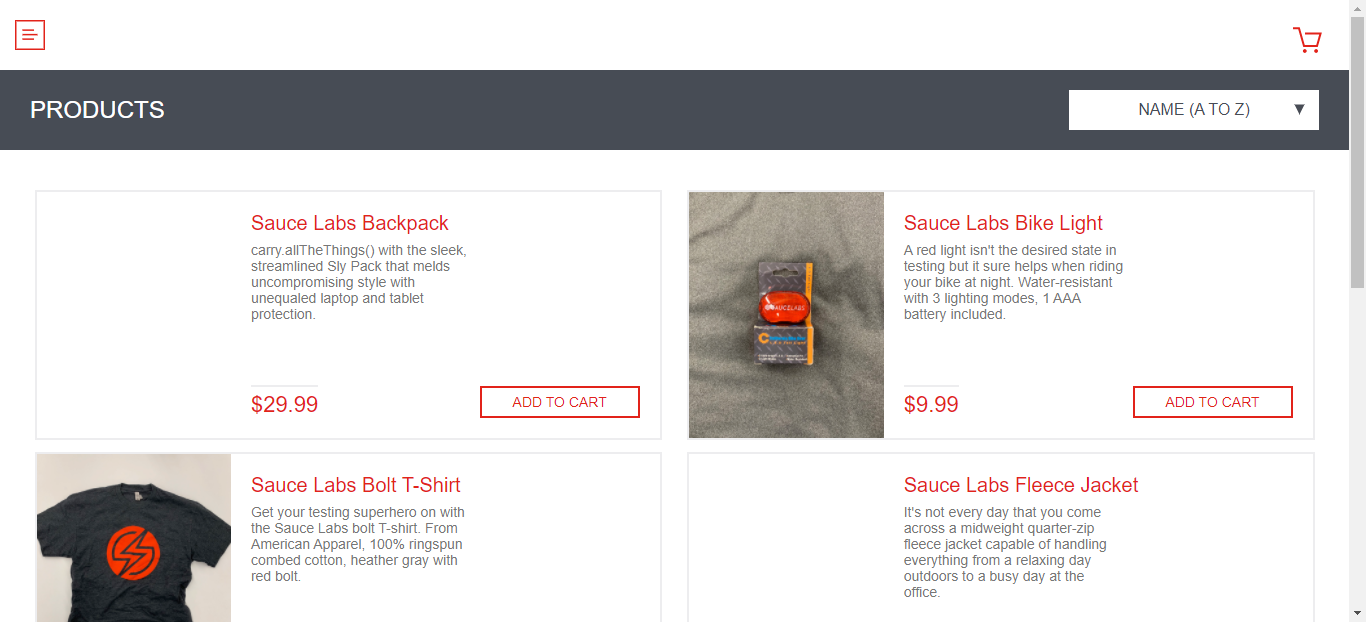 PRODUCTS
NAME (A TO Z)
Sauce Labs Backpack
carry.allTheThings() with the sleek,
streamlined Sly Pack that melds
uncompromising style with
unequaled laptop and tablet
protection.
$29.99
ADD TO CART
Sauce Labs Bike Light
A red light isn't the desired state in
testing but it sure helps when riding
your bike at night. Water-resistant
with 3 lighting modes, 1 AAA
battery included.
$9.99
ADD TO CART
Sauce Labs Bolt T-Shirt
Get your testing superhero on with
the Sauce Labs bolt T-shirt. From
American Apparel, 100% ringspun
combed cotton, heather gray with
red bolt.
Sauce Labs Fleece Jacket
It's not every day that you come
across a midweight quarter-zip
fleece jacket capable of handling
everything from a relaxing day
outdoors to a busy day at the
office.